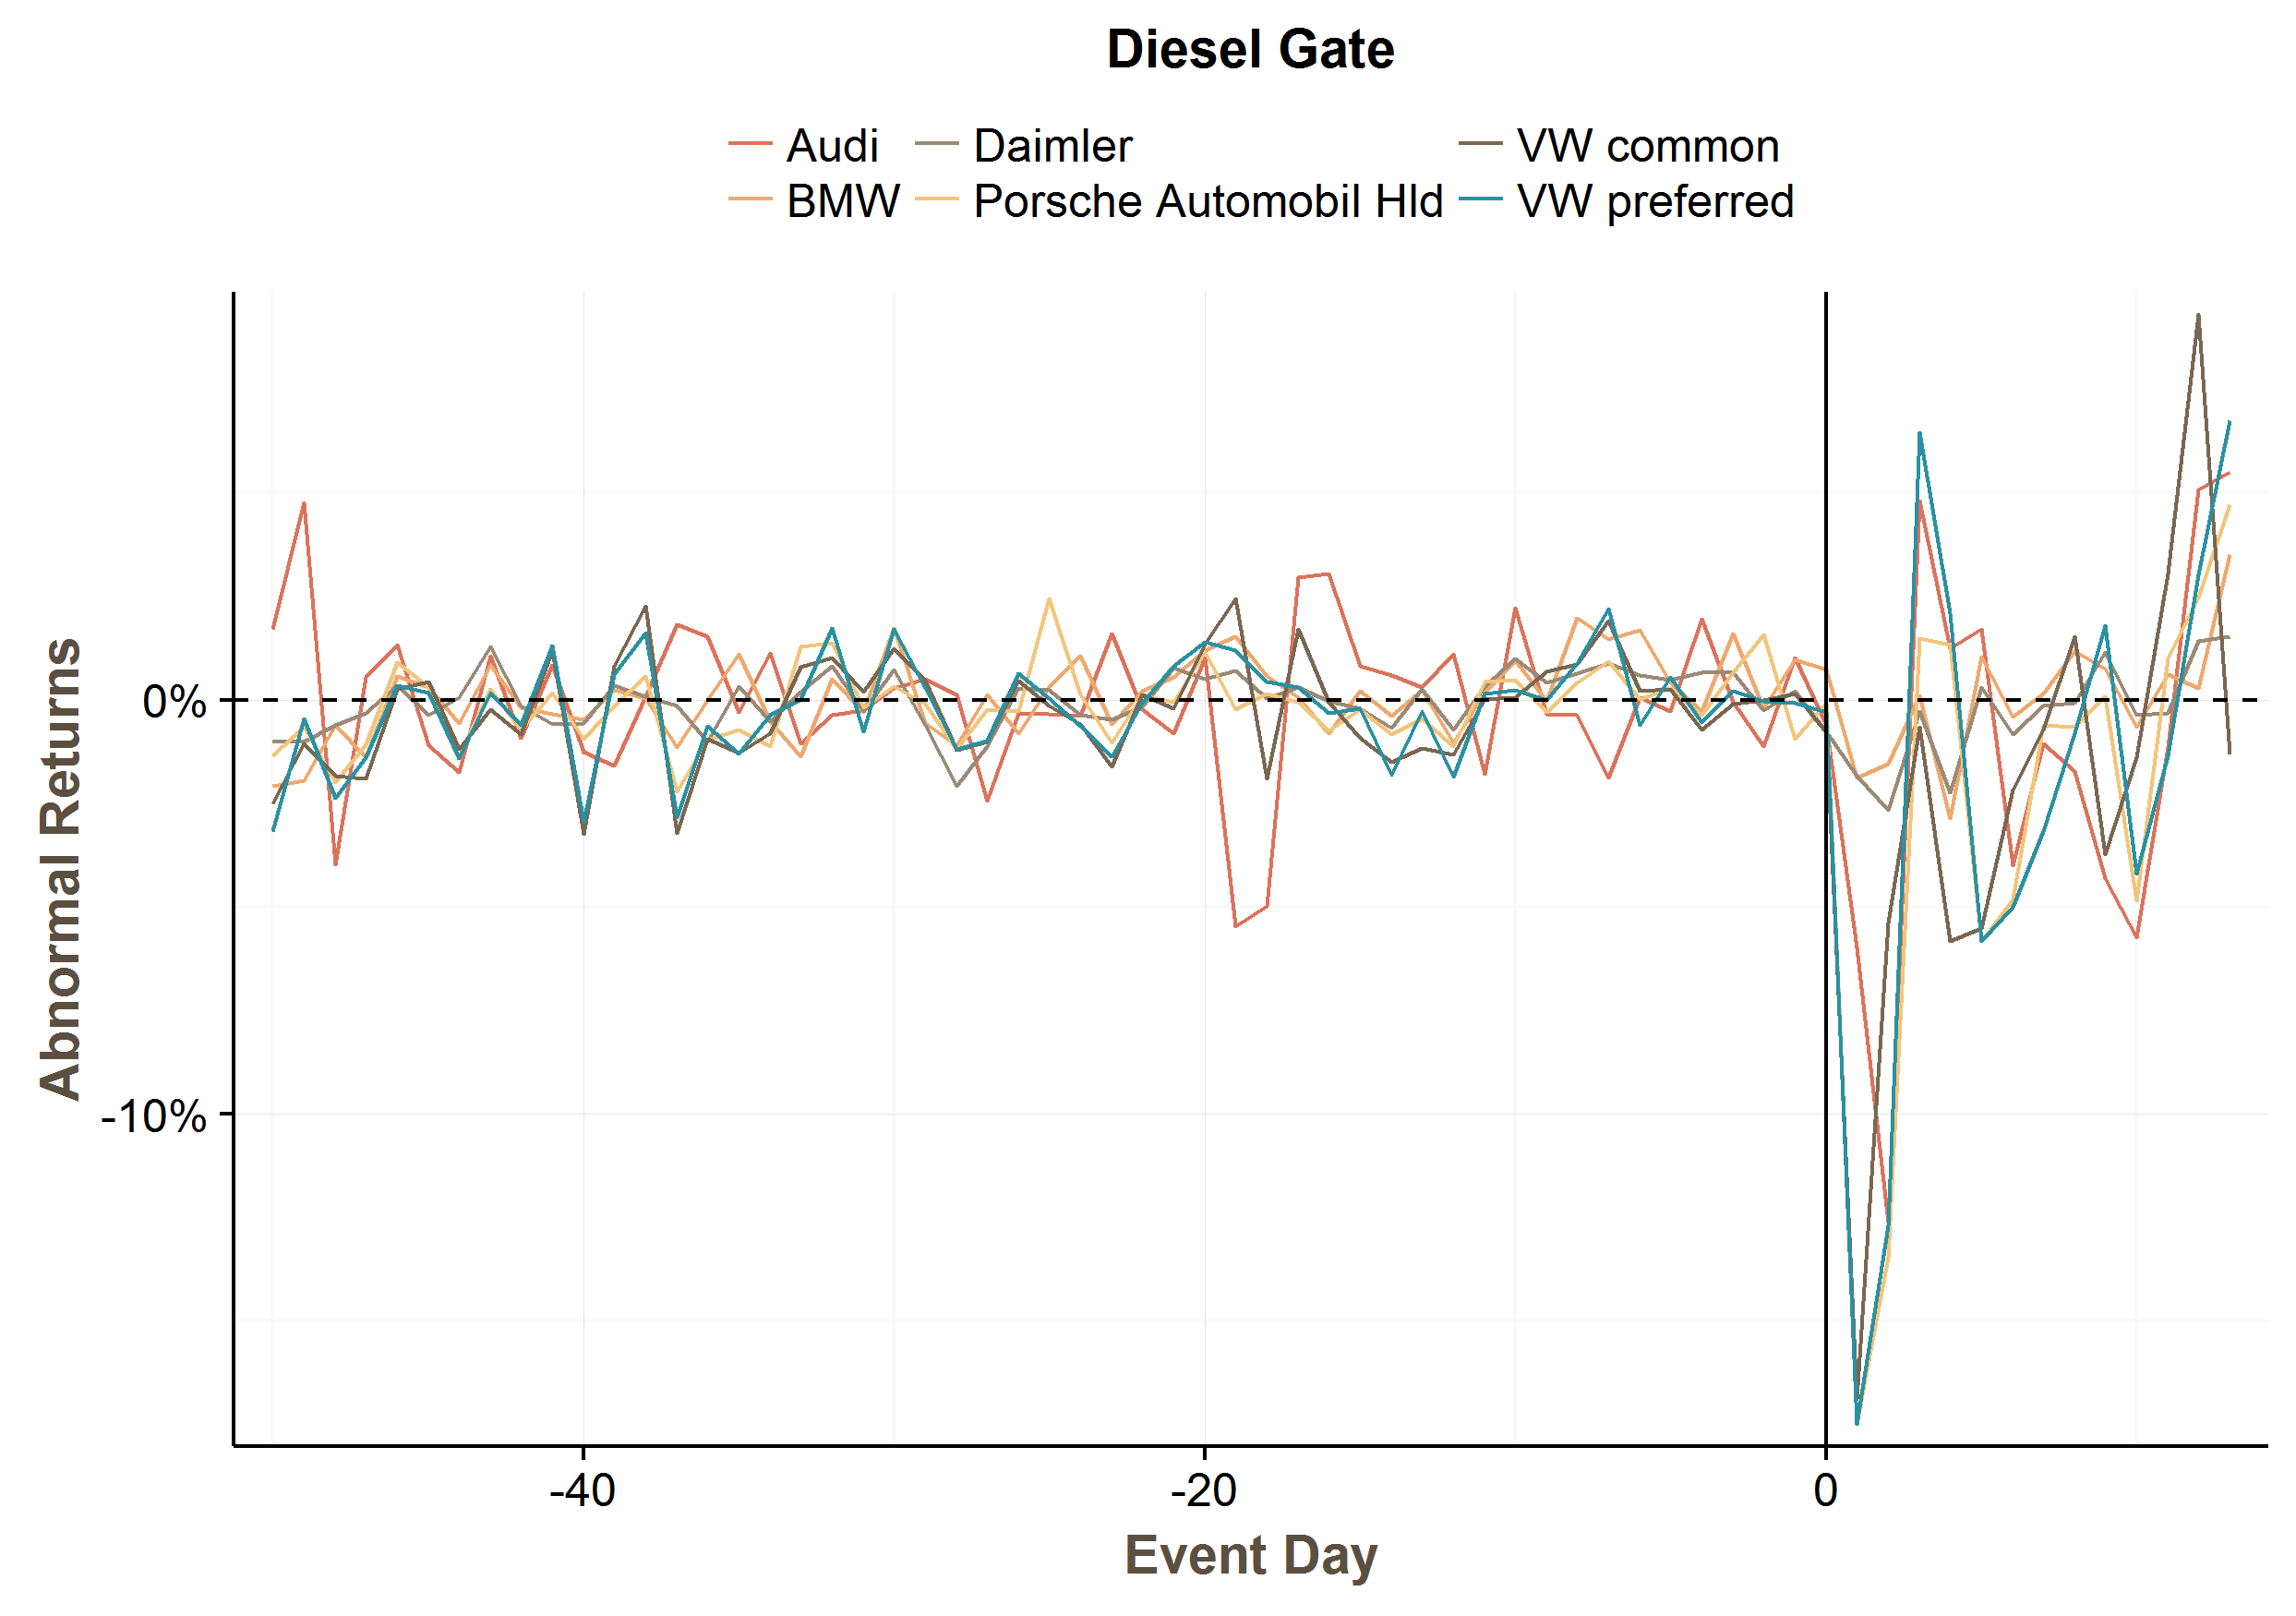 Diesel Gate
Audi Daimler VW common
BMW Porsche Automobil Hld VW preferred
0%
-10%
Abnormal Returns
-40 -20 0
Event Day